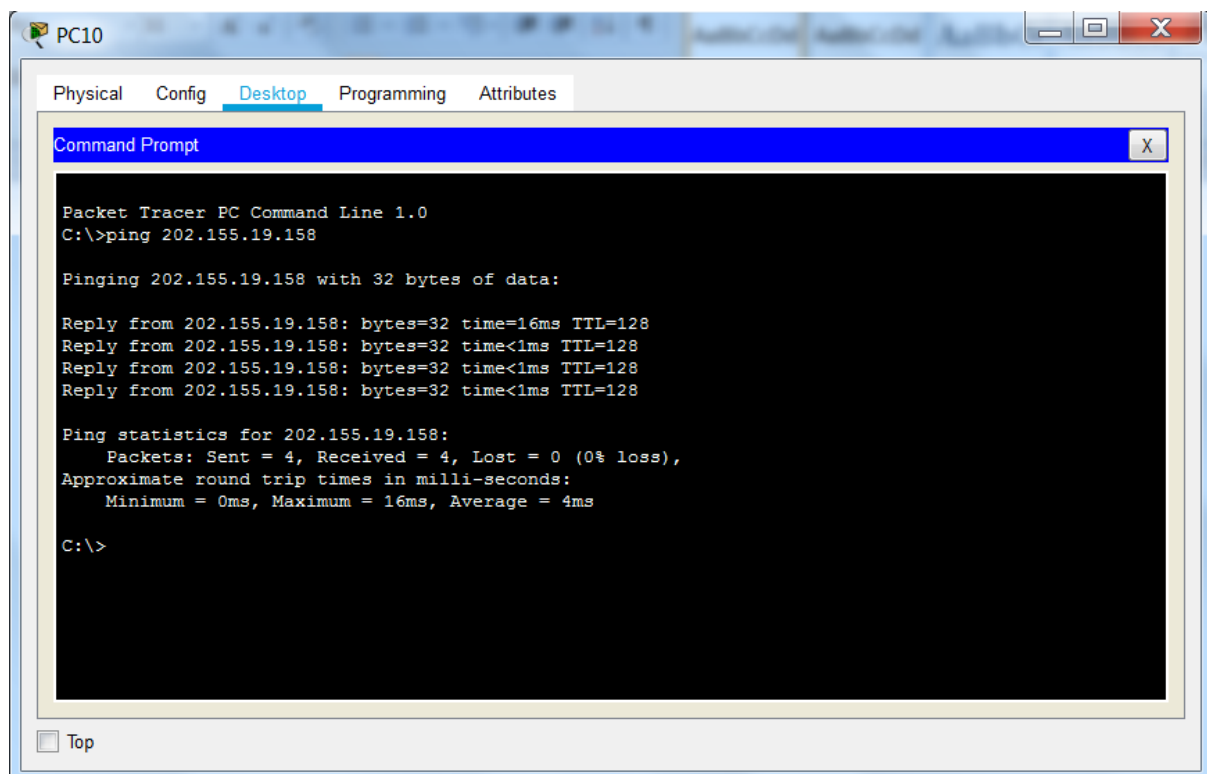 PC10
Physical Config Desktop Programming Attributes
Command Prompt
X
Packet Tracer PC Command Line 1.0
C:\>ping 202.155.19.158
Pinging 202.155.19.158 with 32 bytes of data:
Reply from 202.155.19.158: bytes=32 time=16ms TTL=128
Reply from 202.155.19.158: bytes=32 time<1ms TTL=128
Reply from 202.155.19.158: bytes=32 time<1ms TTL=128
Reply from 202.155.19.158: bytes=32 time<1ms TTL=128
Ping statistics for 202.155.19.158:
Packets: Sent = 4, Received = 4, Lost = 0 (0% loss),
Approximate round trip times in milli-seconds:
Minimum = 0ms, Maximum = 16ms, Average = 4ms
C:\>
Top